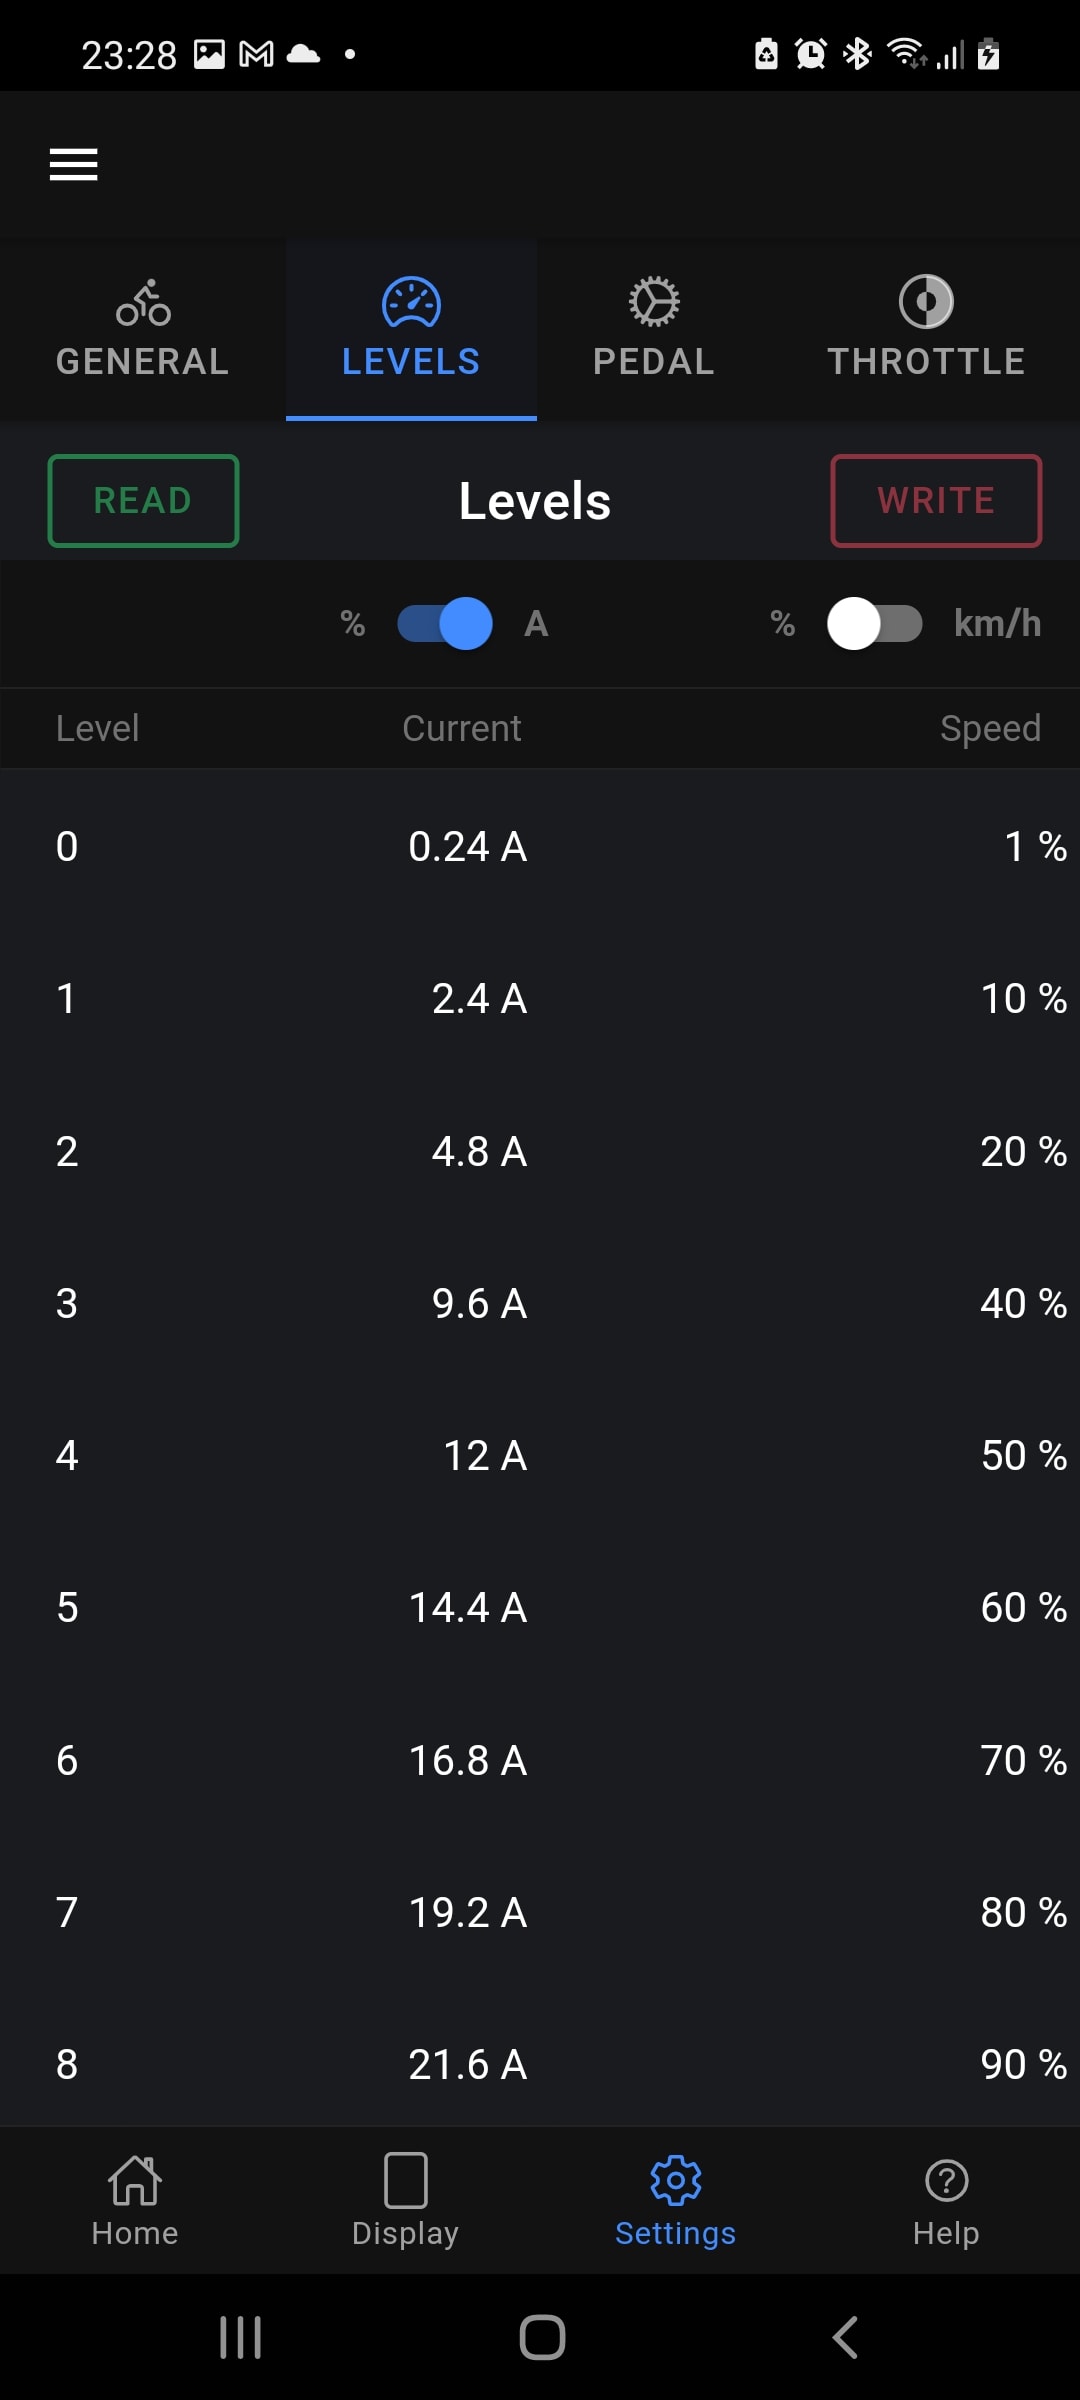 23:28
GENERAL LEVELS PEDAL THROTTLE
READ Levels WRITE
% A % km/h
Level Current Speed
0 0.24 A 1 %
1 2.4 A 10 %
2 4.8 A 20 %
3 9.6 A 40 %
4 12 A 50 %
5 14.4 A 60 %
6 16.8 A 70 %
7 19.2 A 80 %
8 21.6 A 90 %
Home Display Settings Help